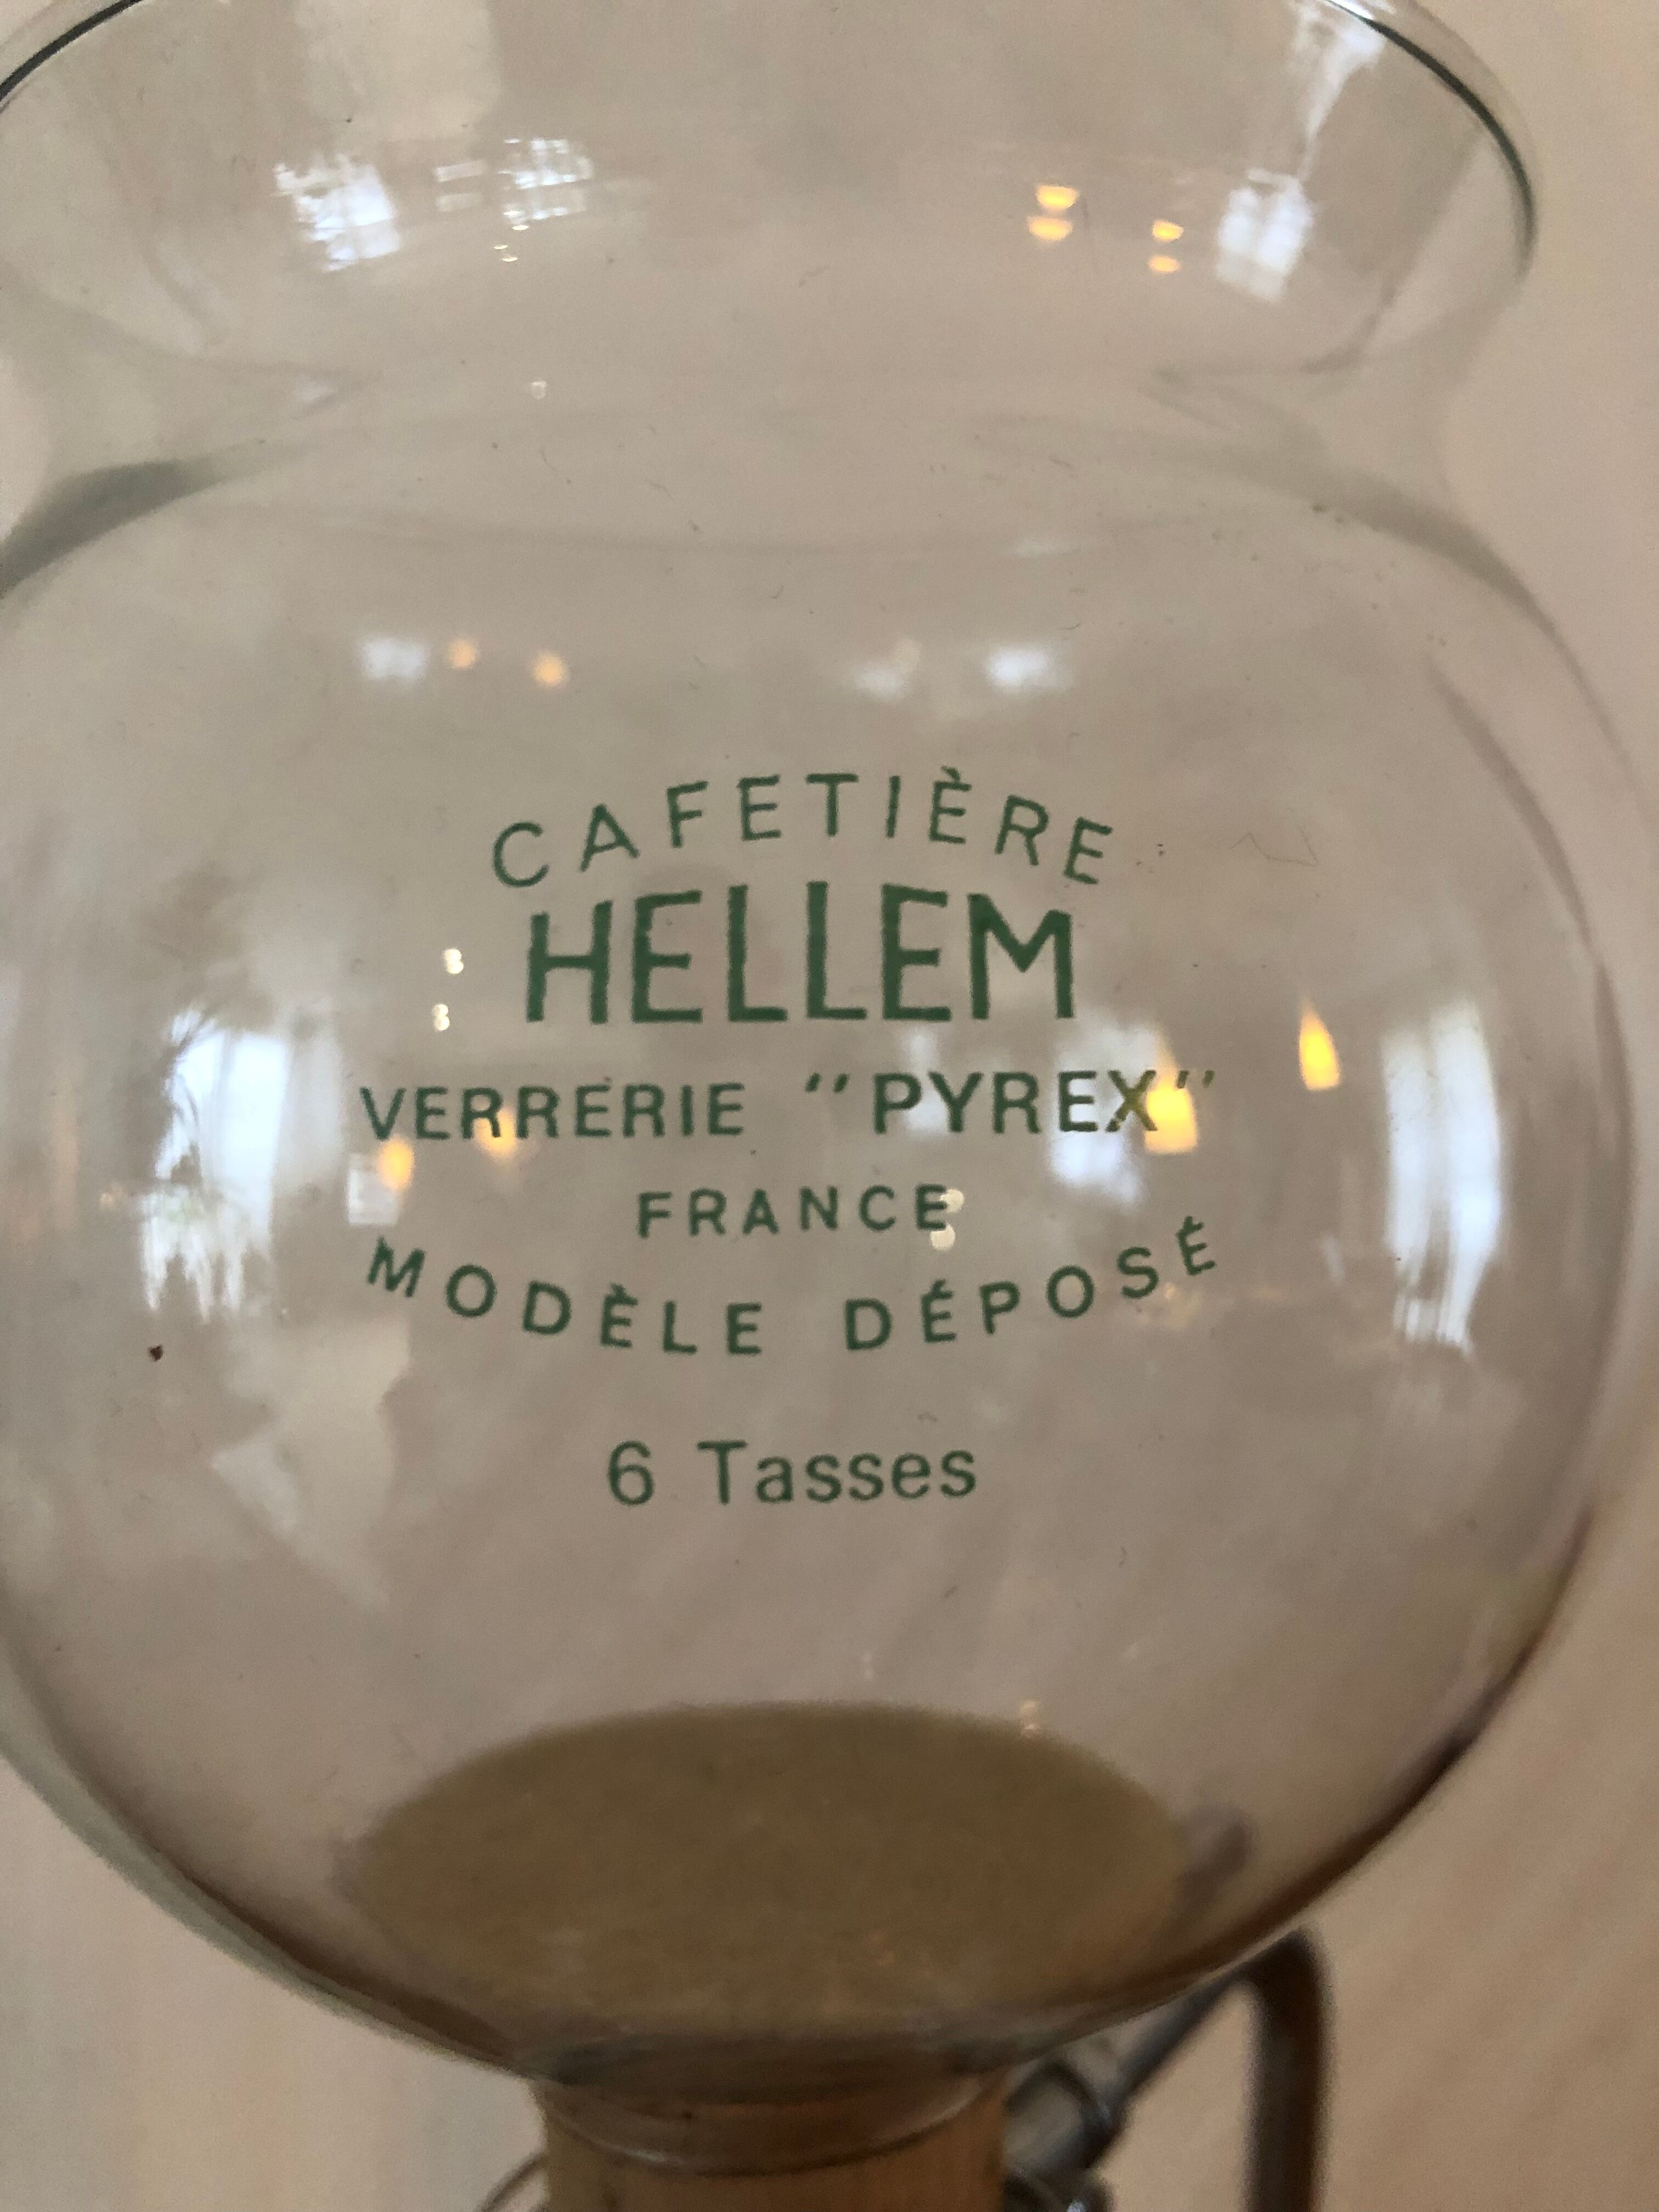 CAFETIÈRE
HELLEM
VERRERIE "PYREX"
FRANCE
MODÈLE DÉPOSÉ
6 Tasses